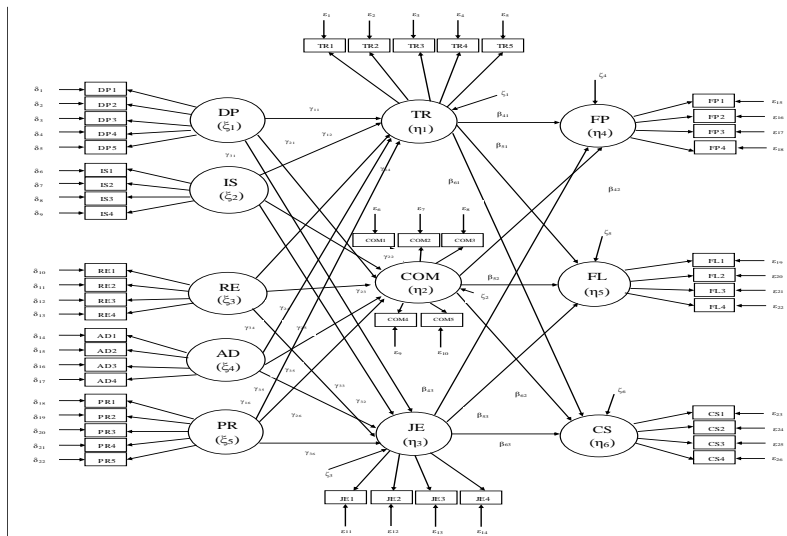 ε₁ ε₂ ε₃ ε₄ ε₅
TR1 TR2 TR3 TR4 TR5
δ₁ DP1
δ₂ DP2
δ₃ DP3
δ₄ DP4
δ₅ DP5
DP
(ξ₁)
TR
(η₁)
ζ₁
ζ₄
FP
(η₄)
FP1 ε₁₅
FP2 ε₁₆
FP3 ε₁₇
FP4 ε₁₈
γ₁₁
β₄₁
β₅₁
β₆₁
β₄₂
δ₆ IS1
δ₇ IS2
δ₈ IS3
δ₉ IS4
IS
(ξ₂)
ε₆ ε₇ ε₈
COM1 COM2 COM3
γ₂₂
COM
(η₂)
ζ₂
COM4 COM5
ε₉ ε₁₀
β₅₂
ζ₅
FL
(η₅)
FL1 ε₁₉
FL2 ε₂₀
FL3 ε₂₁
FL4 ε₂₂
δ₁₀ RE1
δ₁₁ RE2
δ₁₂ RE3
δ₁₃ RE4
RE
(ξ₃)
δ₁₄ AD1
δ₁₅ AD2
δ₁₆ AD3
δ₁₇ AD4
AD
(ξ₄)
β₄₃
β₆₂
β₅₃
β₆₃
δ₁₈ PR1
δ₁₉ PR2
δ₂₀ PR3
δ₂₁ PR4
δ₂₂ PR5
PR
(ξ₅)
JE
(η₃)
ζ₃
ζ₆
CS
(η₆)
CS1 ε₂₃
CS2 ε₂₄
CS3 ε₂₅
CS4 ε₂₆
JE1 JE2 JE3 JE4
ε₁₁ ε₁₂ ε₁₃ ε₁₄